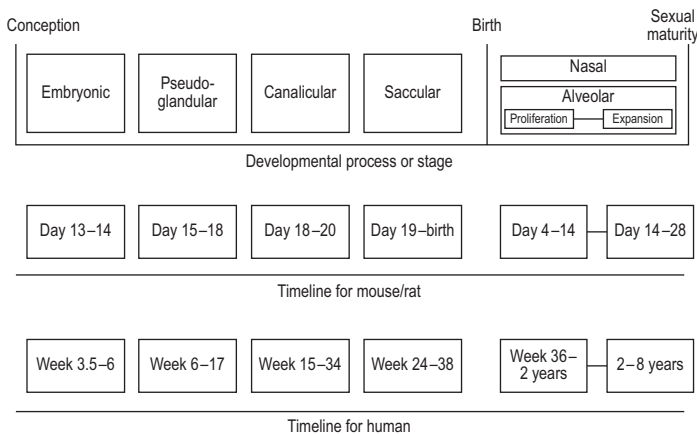 Conception
Birth
Sexual
maturity
Embryonic
Pseudo-
glandular
Canalicular
Saccular
Nasal
Alveolar
Proliferation
Expansion
Developmental process or stage
Day 13–14
Day 15–18
Day 18–20
Day 19–birth
Day 4–14
Day 14–28
Timeline for mouse/rat
Week 3.5–6
Week 6–17
Week 15–34
Week 24–38
Week 36–
2 years
2–8 years
Timeline for human